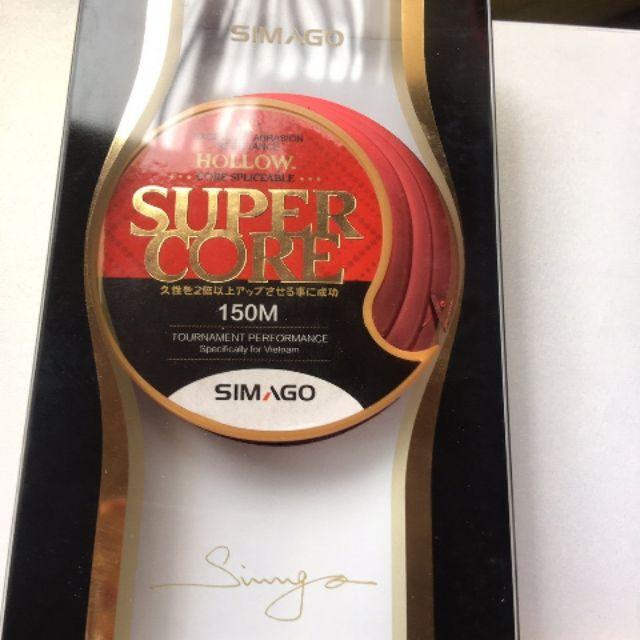 SIMAGO
ABRASION
HOLLOW
CORE SPLICEABLE
SUPER
CORE
久性を2倍以上アップさせる事に成功
150M
TOURNAMENT PERFORMANCE
Specifically for Vietnam
SIMAGO